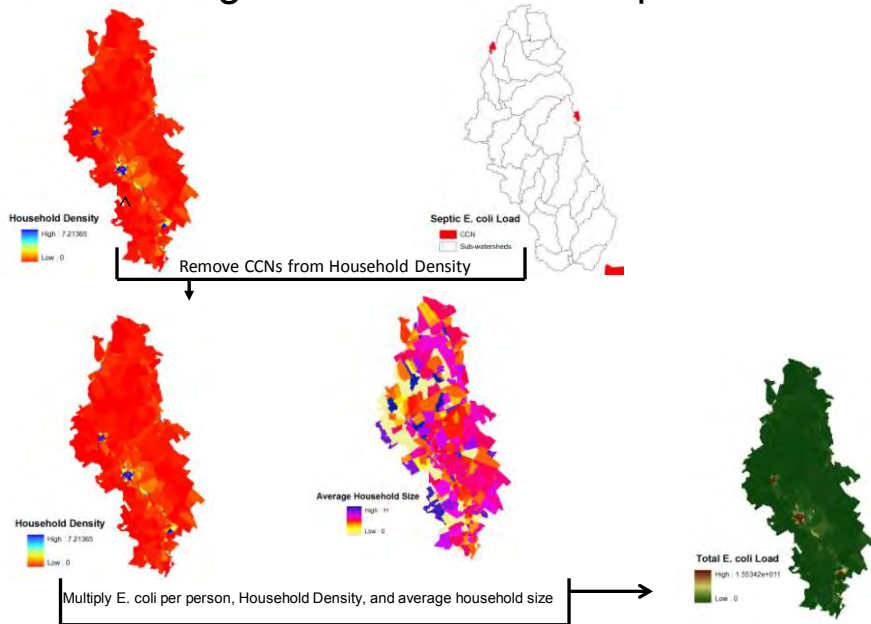 Household Density
High : 7.21365
Low : 0
Septic E. coli Load
CCN
Sub-watersheds
Remove CCNs from Household Density
Household Density
High : 7.21365
Low : 0
Average Household Size
High :
Low : 0
Total E. coli Load
High : 1.55342e+011
Low : 0
Multiply E. coli per person, Household Density, and average household size